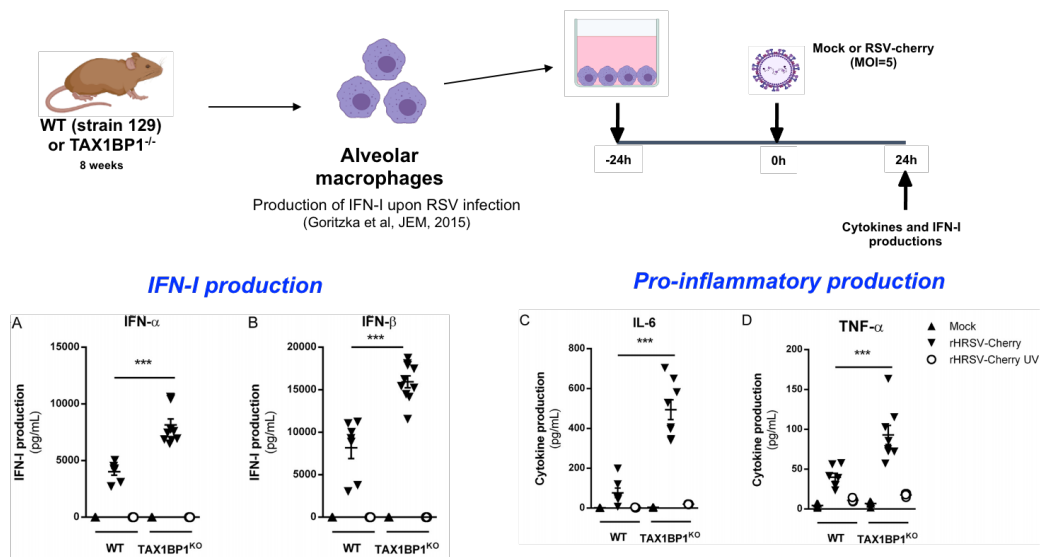 WT (strain 129)
or TAX1BP1-/-
8 weeks
Alveolar
macrophages
Production of IFN-I upon RSV infection
(Goritzka et al, JEM, 2015)
Mock or RSV-cherry
(MOI=5)
-24h
0h
24h
Cytokines and IFN-I
productions
IFN-I production
Pro-inflammatory production
A
IFN-α
***
IFN-I production
(pg/mL)
15000
10000
5000
0
WT
TAX1BP1KO
B
IFN-β
***
IFN-I production
(pg/mL)
20000
15000
10000
5000
0
WT
TAX1BP1KO
C
IL-6
***
Cytokine production
(pg/mL)
800
600
400
200
0
WT
TAX1BP1KO
D
TNF-α
***
Cytokine production
(pg/mL)
200
150
100
50
0
WT
TAX1BP1KO
Mock
rHRSV-Cherry
rHRSV-Cherry UV